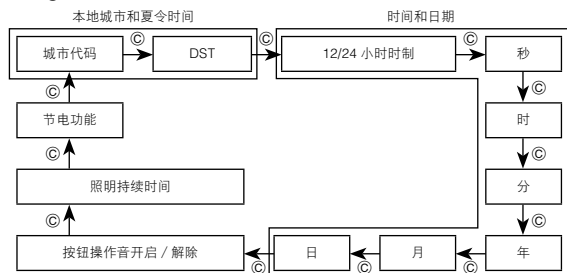 本地城市和夏令时间 时间和日期
城市代码 Ⓒ DST Ⓒ 12/24 小时时制 Ⓒ 秒
Ⓒ Ⓒ
节电功能 时
Ⓒ Ⓒ
照明持续时间 分
Ⓒ Ⓒ
按钮操作音开启 / 解除 Ⓒ 日 Ⓒ 月 Ⓒ 年